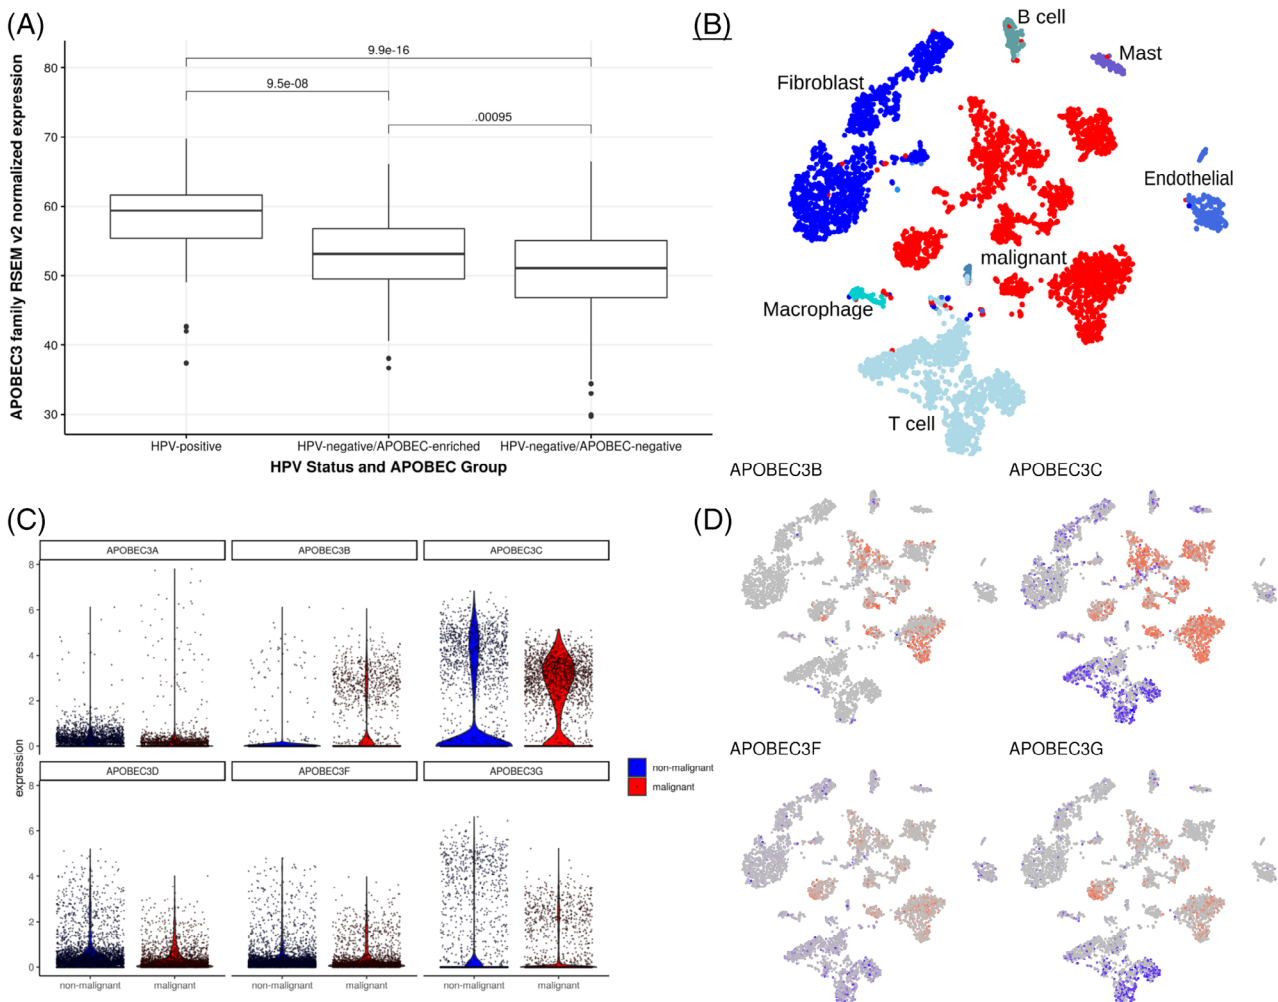 (A)
APOBEC3 family RSEM v2 normalized expression
9.9e-16
9.5e-08
.00095
80
70
60
50
40
30
HPV-positive
HPV-negative/APOBEC-enriched
HPV-negative/APOBEC-negative
HPV Status and APOBEC Group
(B)
B cell
Mast
Fibroblast
Endothelial
malignant
Macrophage
T cell
(C)
APOBEC3A
APOBEC3B
APOBEC3C
8
6
4
2
0
expression
APOBEC3D
APOBEC3F
APOBEC3G
8
6
4
2
0
non-malignant
malignant
non-malignant
malignant
non-malignant
malignant
non-malignant
malignant
(D)
APOBEC3B
APOBEC3C
APOBEC3F
APOBEC3G